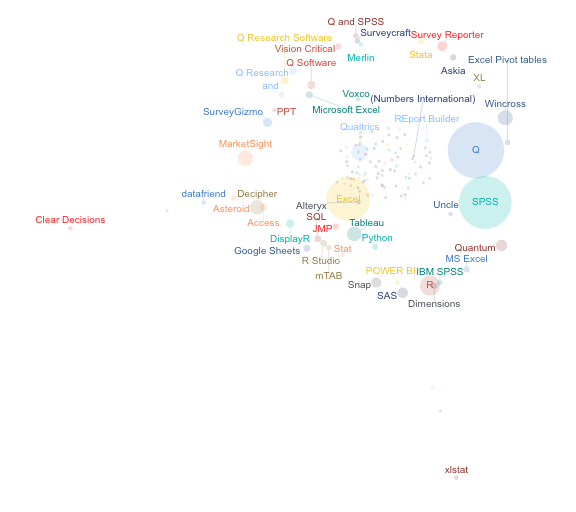 Q and SPSS
Q Research Software
Surveycraft
Survey Reporter
Vision Critical
Merlin
Stata
Q Software
Excel Pivot tables
Askia
Q Research
and
XL
Voxco
(Numbers International)
Wincross
SurveyGizmo
PPT
Microsoft Excel
REport Builder
Qualtrics
MarketSight
Q
datafriend
Decipher
Excel
SPSS
Alteryx
Uncle
Asteroid
Clear Decisions
SQL
Access
JMP
Tableau
DisplayR
Python
Google Sheets
Stat
Quantum
R Studio
MS Excel
mTAB
POWER BI
IBM SPSS
Snap
R
SAS
Dimensions
xlstat